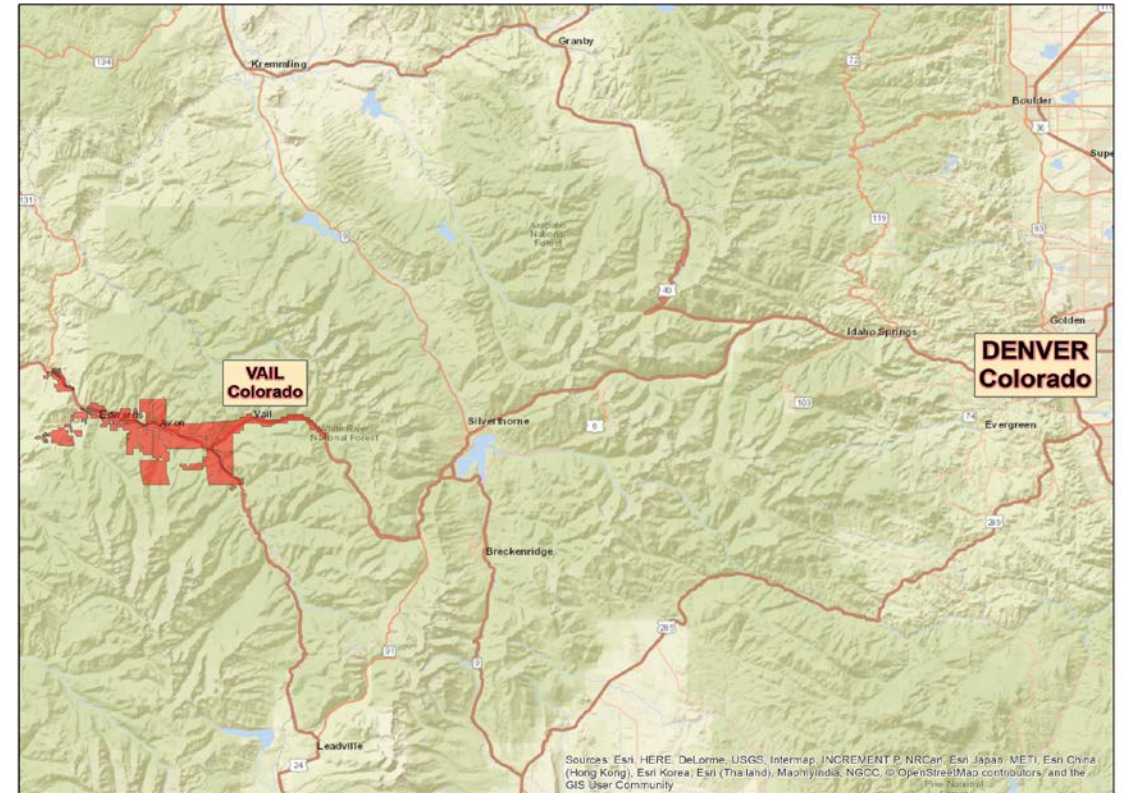 Granby
134
Kremmling
72
Boulder
36
Supe
131
9
Arapaho
National
Forest
119
93
40
Idaho Springs
Golden
DENVER
Colorado
VAIL
Colorado
Edwards
Avon
Vail
White River
National Forest
Silverthorne
6
103
74
Evergreen
285
Breckenridge
285
91
9
Leadville
24
Sources: Esri, HERE, DeLorme, USGS, Intermap, INCREMENT P, NRCan, Esri Japan, METI, Esri China
(Hong Kong), Esri Korea, Esri (Thailand), MapmyIndia, NGCC, © OpenStreetMap contributors, and the
GIS User Community
Pike National